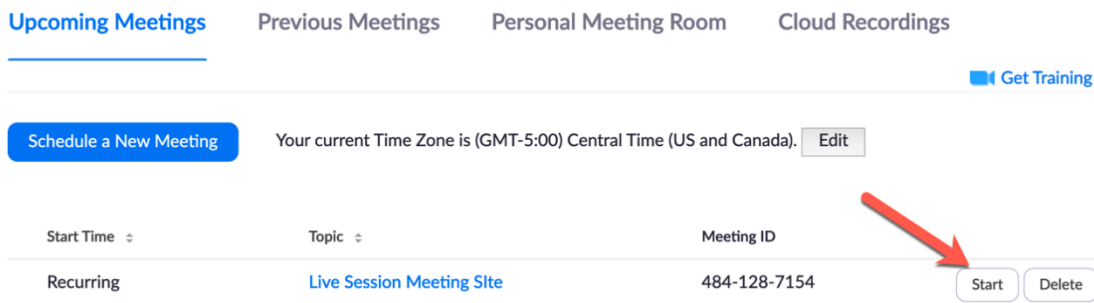 Upcoming Meetings Previous Meetings Personal Meeting Room Cloud Recordings
Get Training
Schedule a New Meeting Your current Time Zone is (GMT-5:00) Central Time (US and Canada). Edit
Start Time Topic Meeting ID
Recurring Live Session Meeting SIte 484-128-7154 Start Delete